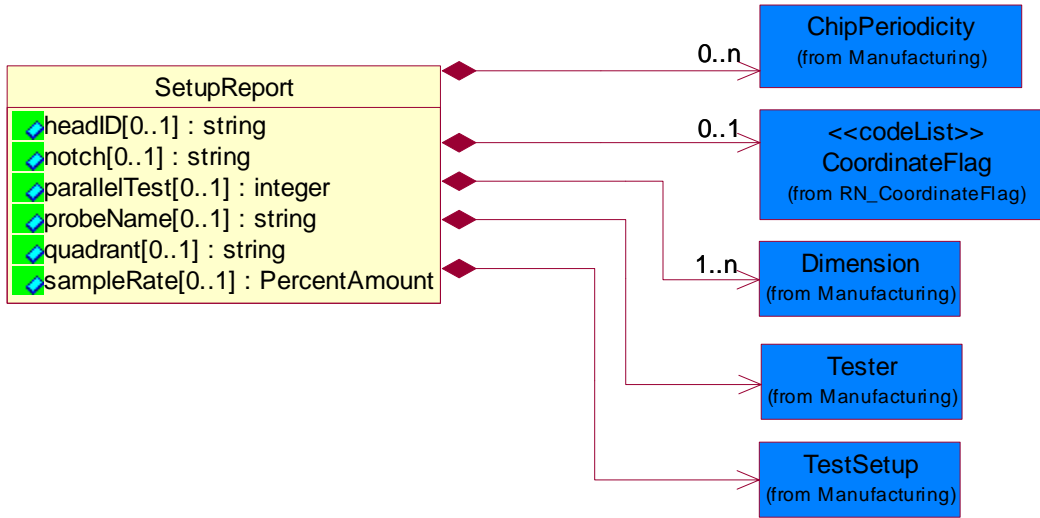 SetupReport
headID[0..1] : string
notch[0..1] : string
parallelTest[0..1] : integer
probeName[0..1] : string
quadrant[0..1] : string
sampleRate[0..1] : PercentAmount
0..n
ChipPeriodicity
(from Manufacturing)
0..1
<<codeList>>
CoordinateFlag
(from RN_CoordinateFlag)
1..n
Dimension
(from Manufacturing)
Tester
(from Manufacturing)
TestSetup
(from Manufacturing)